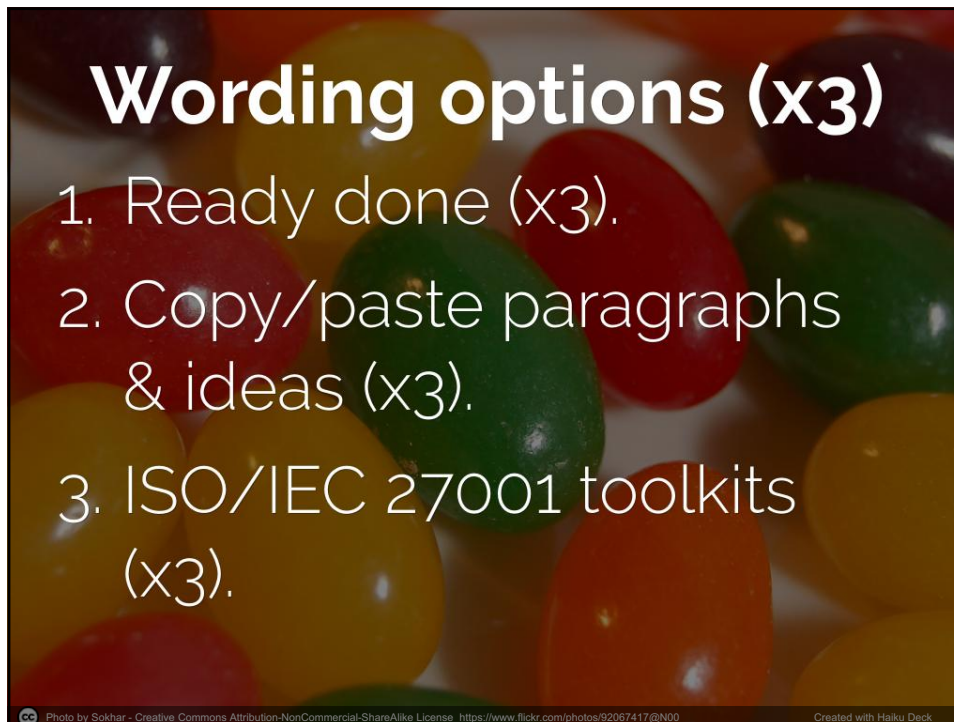 Wording options (x3)
1. Ready done (x3).
2. Copy/paste paragraphs
& ideas (x3).
3. ISO/IEC 27001 toolkits
(x3).
cc Photo by Sokhar - Creative Commons Attribution-NonCommercial-ShareAlike License https://www.flickr.com/photos/92067417@N00 Created with Haiku Deck